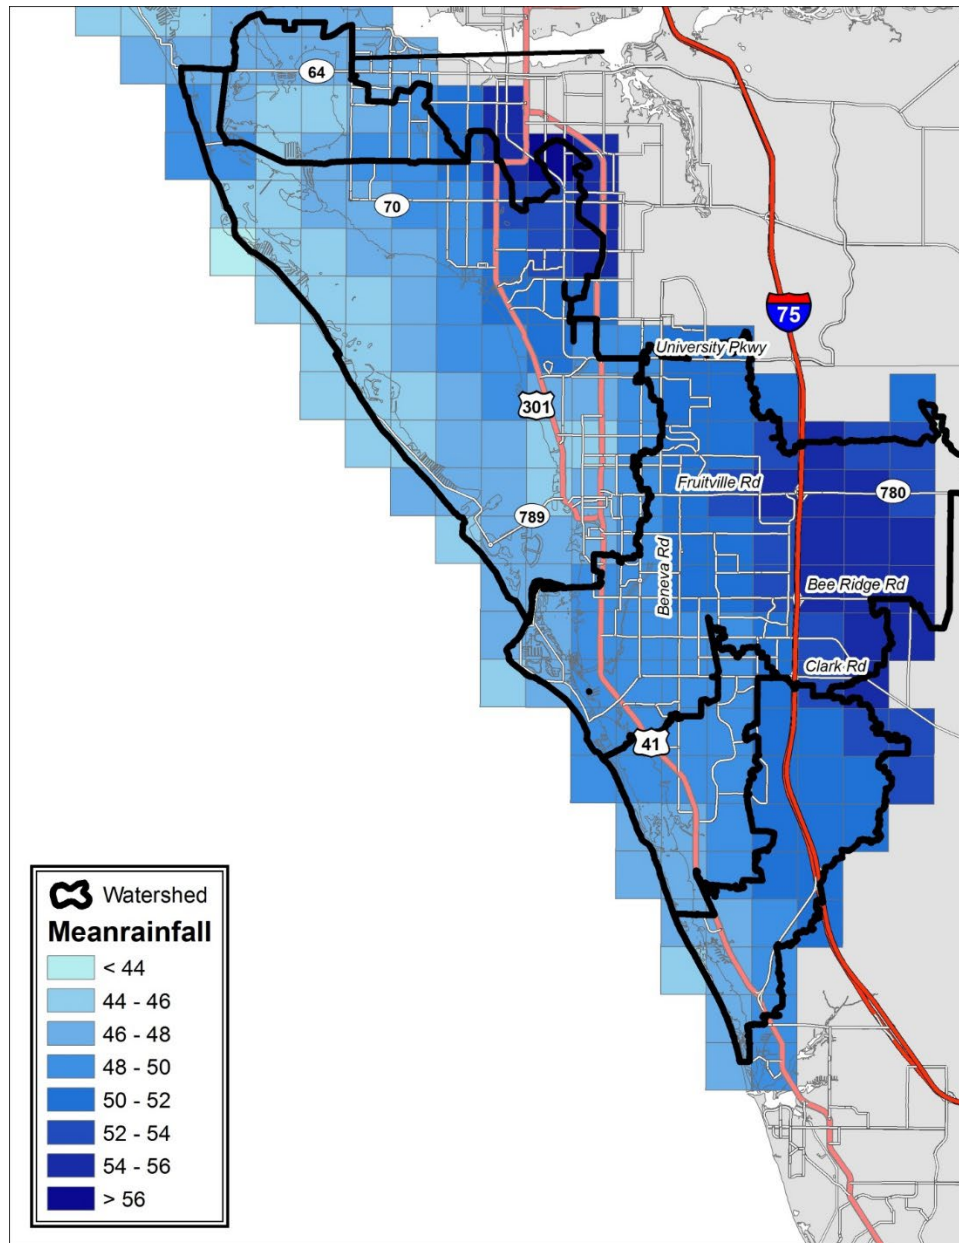 64
70
75
University Pkwy
301
Fruitville Rd
780
789
Beneva Rd
Bee Ridge Rd
Clark Rd
41
Watershed
Meanrainfall
< 44
44 - 46
46 - 48
48 - 50
50 - 52
52 - 54
54 - 56
> 56